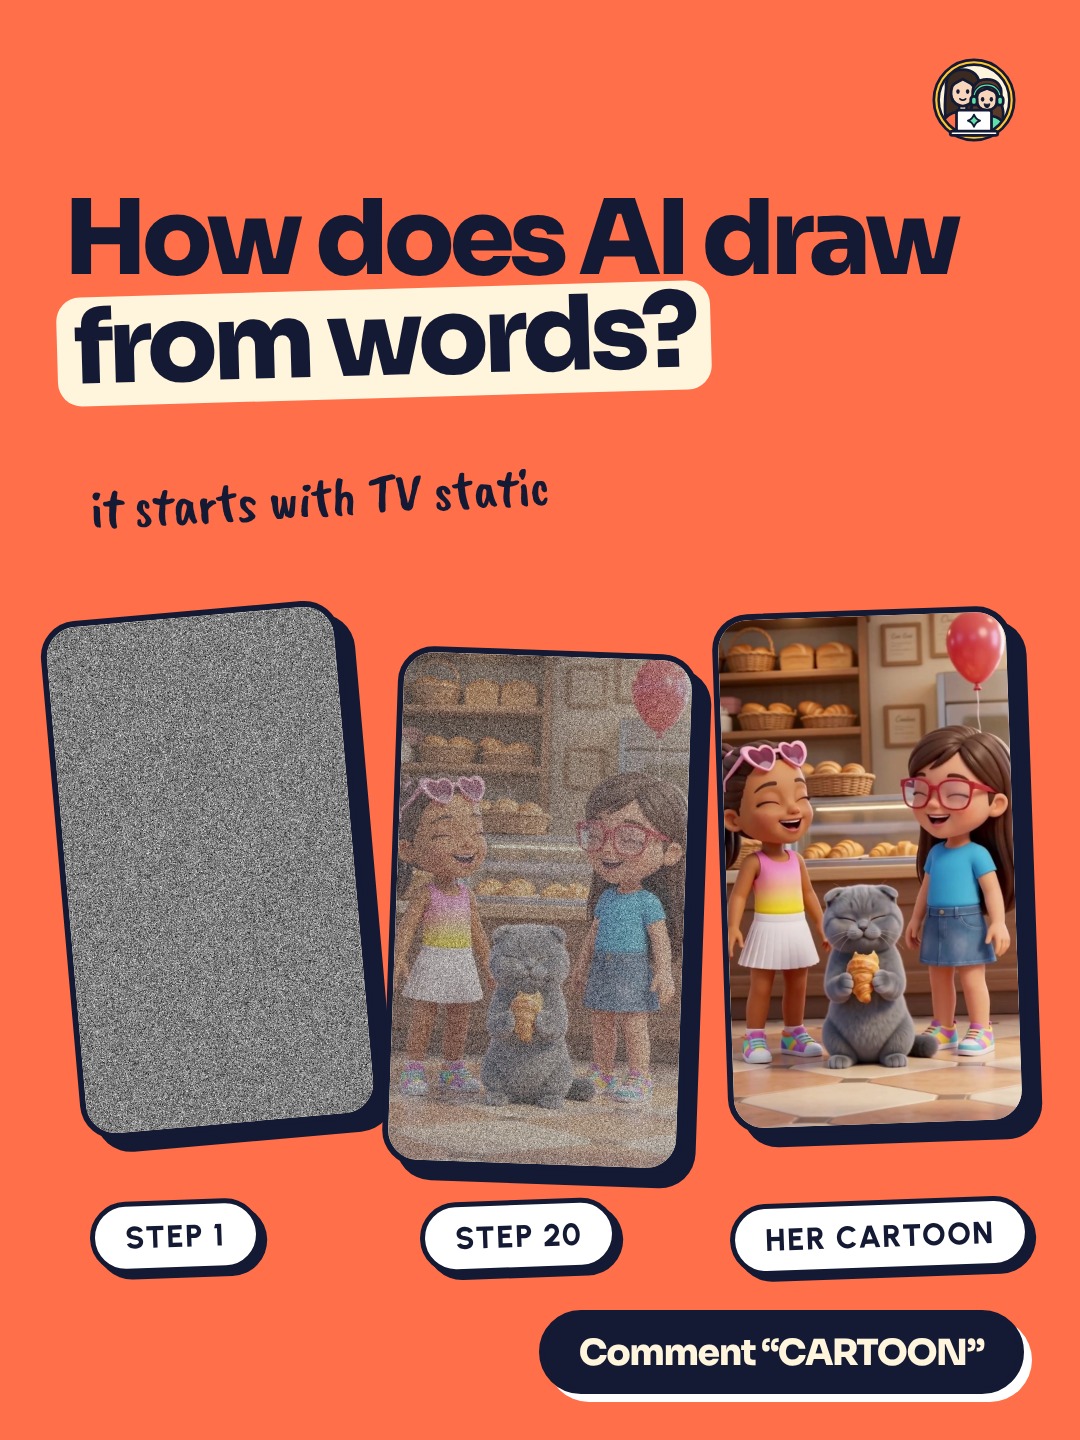 How does AI draw
from words?
it starts with TV static
STEP 1
STEP 20
HER CARTOON
Comment “CARTOON”